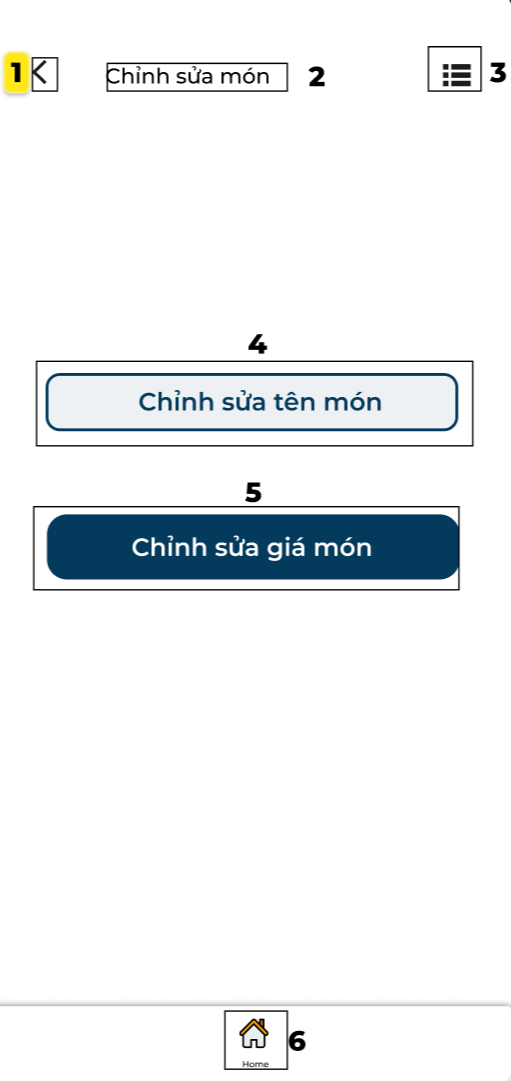 1 Chỉnh sửa món 2 3
4
Chỉnh sửa tên món
5
Chỉnh sửa giá món
6
Home